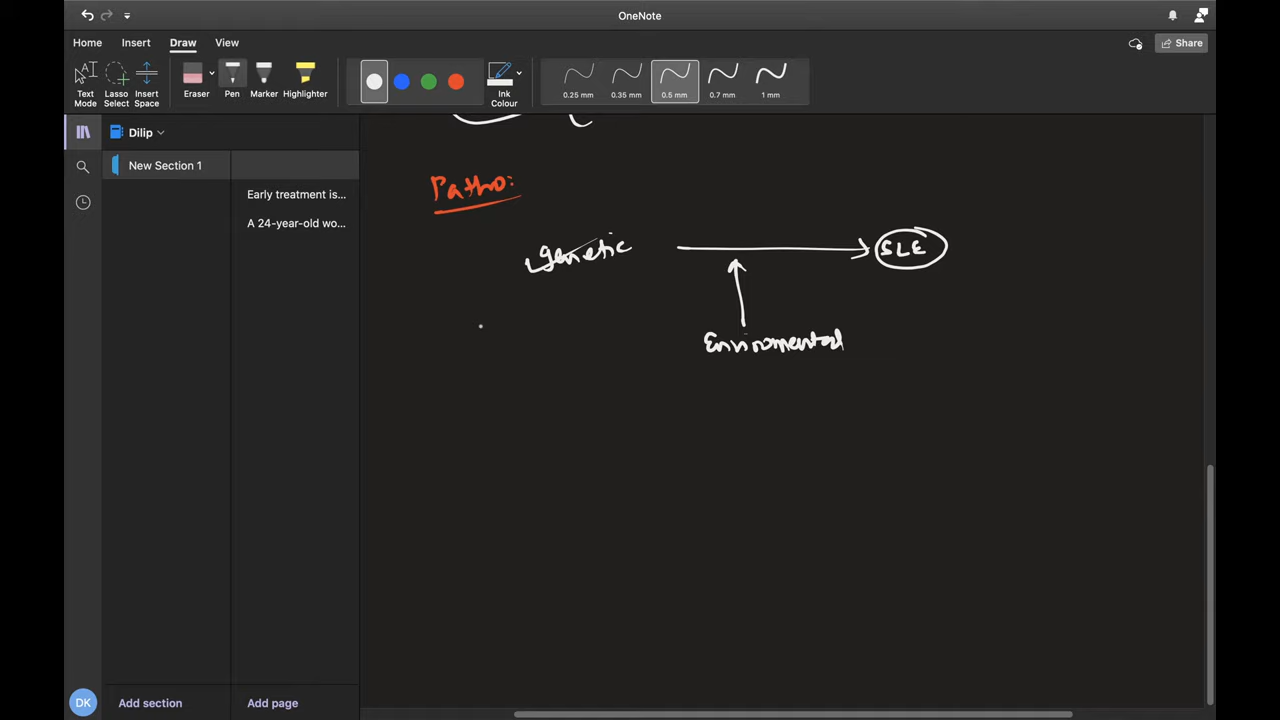 OneNote
Home Insert Draw View
Share
Text Mode
Lasso Select
Insert Space
Eraser
Pen
Marker
Highlighter
Ink Colour
0.25 mm
0.35 mm
0.5 mm
0.7 mm
1 mm
Dilip
New Section 1
Early treatment is...
A 24-year-old wo...
Patho:
genetic
SLE
Enviromental
DK
Add section
Add page